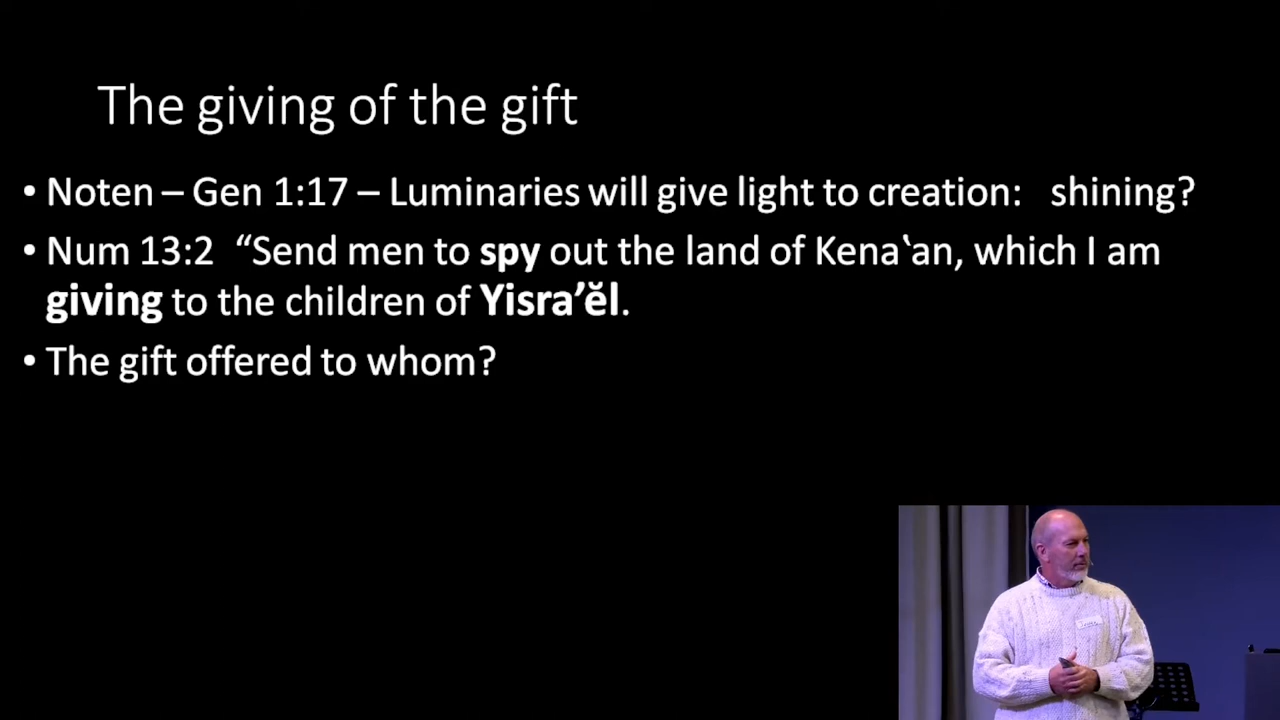 The giving of the gift
• Noten – Gen 1:17 – Luminaries will give light to creation: shining?
• Num 13:2 “Send men to spy out the land of Kenaʽan, which I am
giving to the children of Yisra’ĕl.
• The gift offered to whom?